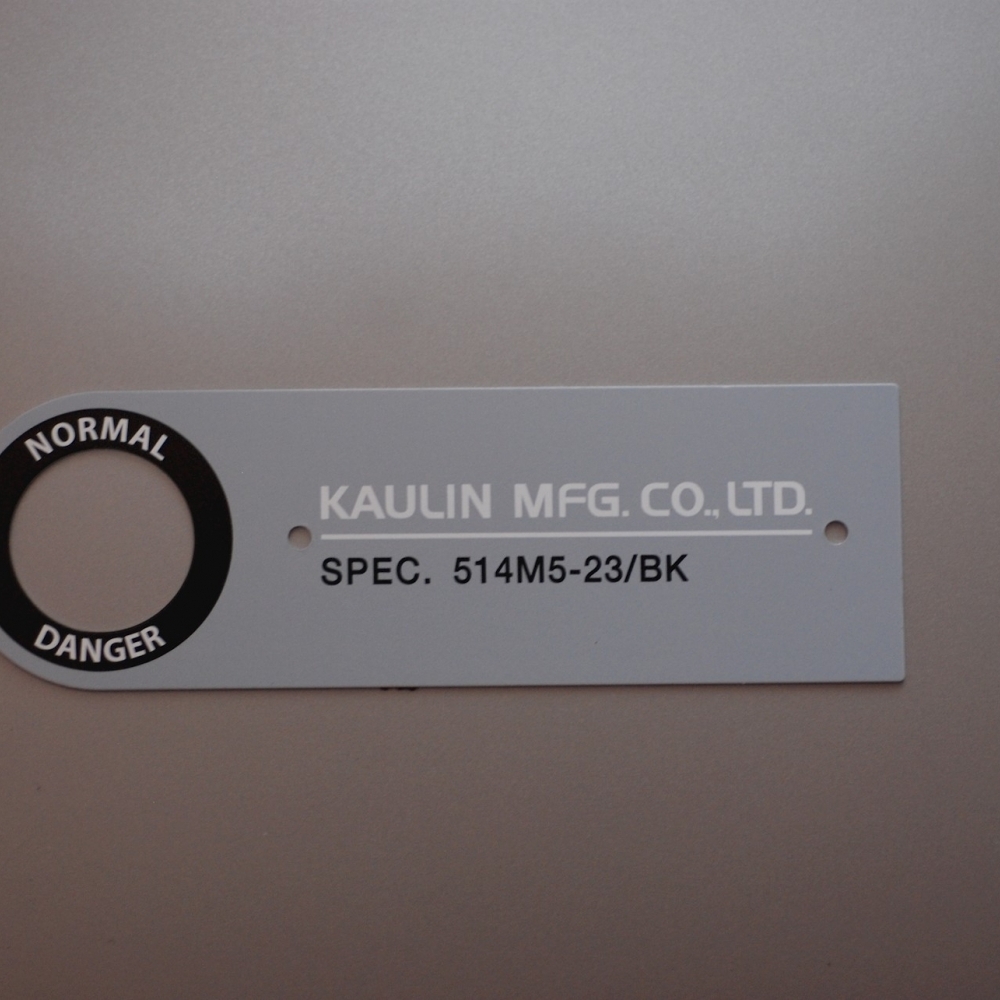 NORMAL
DANGER
KAULIN MFG. CO., LTD.
SPEC. 514M5-23/BK